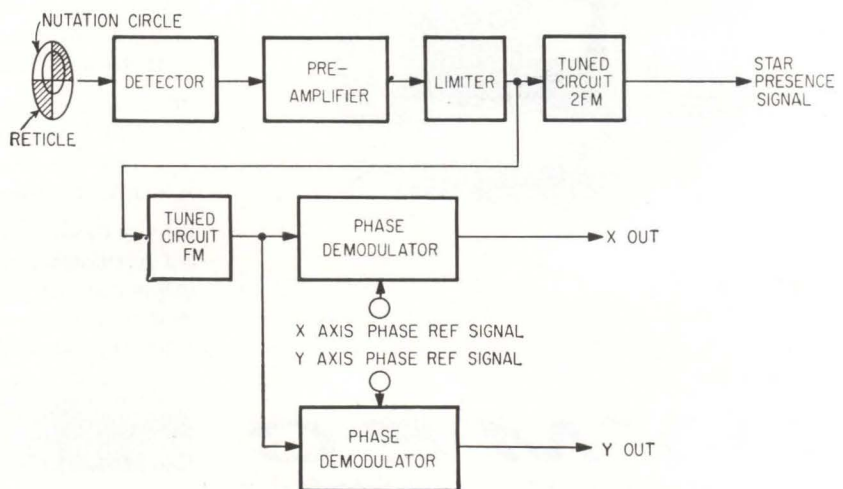 NUTATION CIRCLE
RETICLE
DETECTOR
PRE-
AMPLIFIER
LIMITER
TUNED
CIRCUIT
2FM
STAR
PRESENCE
SIGNAL
TUNED
CIRCUIT
FM
PHASE
DEMODULATOR
X OUT
X AXIS PHASE REF SIGNAL
Y AXIS PHASE REF SIGNAL
PHASE
DEMODULATOR
Y OUT